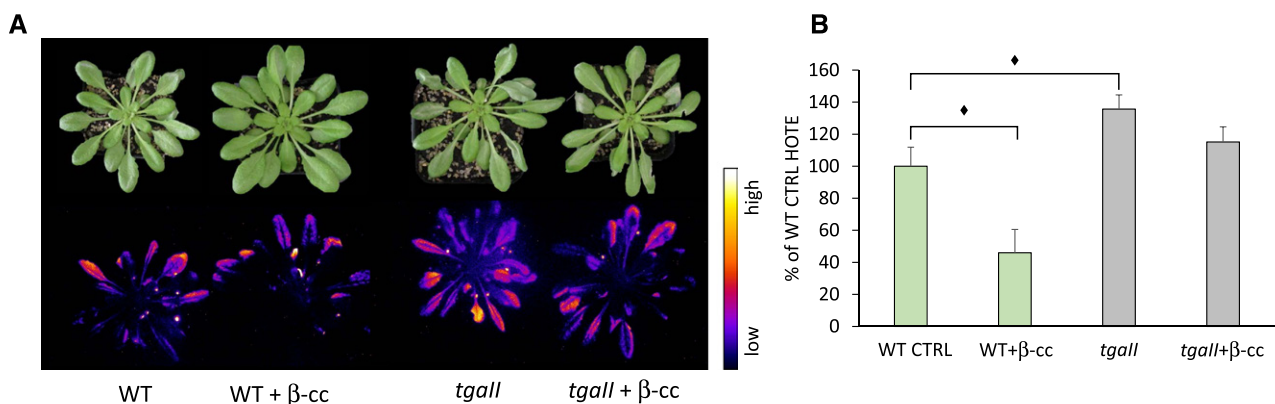 A
high
low
WT
WT + β-cc
tgaII
tgaII + β-cc
B
% of WT CTRL HOTE
160
140
120
100
80
60
40
20
0
WT CTRL
WT+β-cc
tgaII
tgaII+β-cc